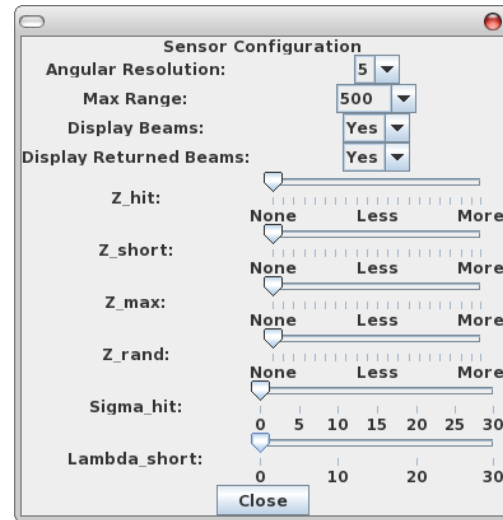 Sensor Configuration
Angular Resolution: 5
Max Range: 500
Display Beams: Yes
Display Returned Beams: Yes
Z_hit:
None Less More
Z_short:
None Less More
Z_max:
None Less More
Z_rand:
None Less More
Sigma_hit:
0 5 10 15 20 25 30
Lambda_short:
0 10 20 30
Close